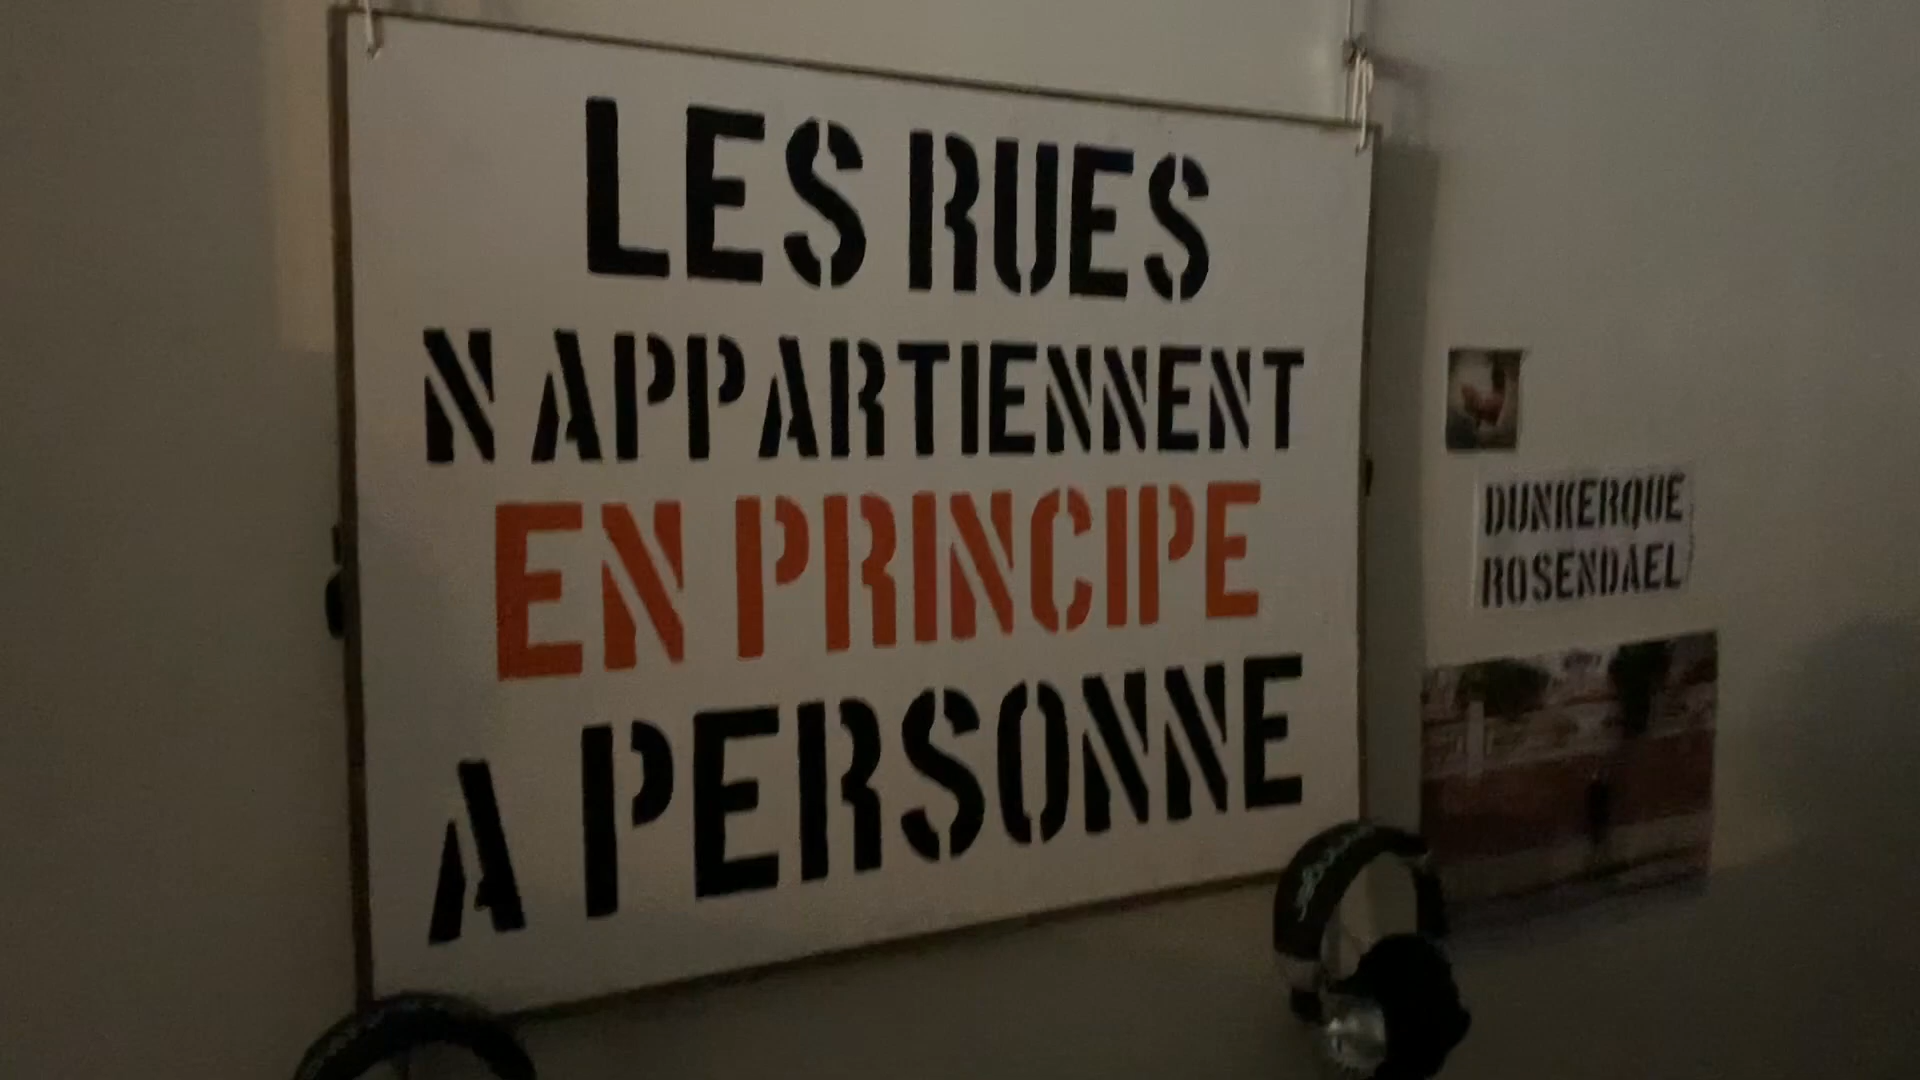 LES RUES
N APPARTIENNENT
EN PRINCIPE
A PERSONNE
DUNKERQUE
ROSENDAEL